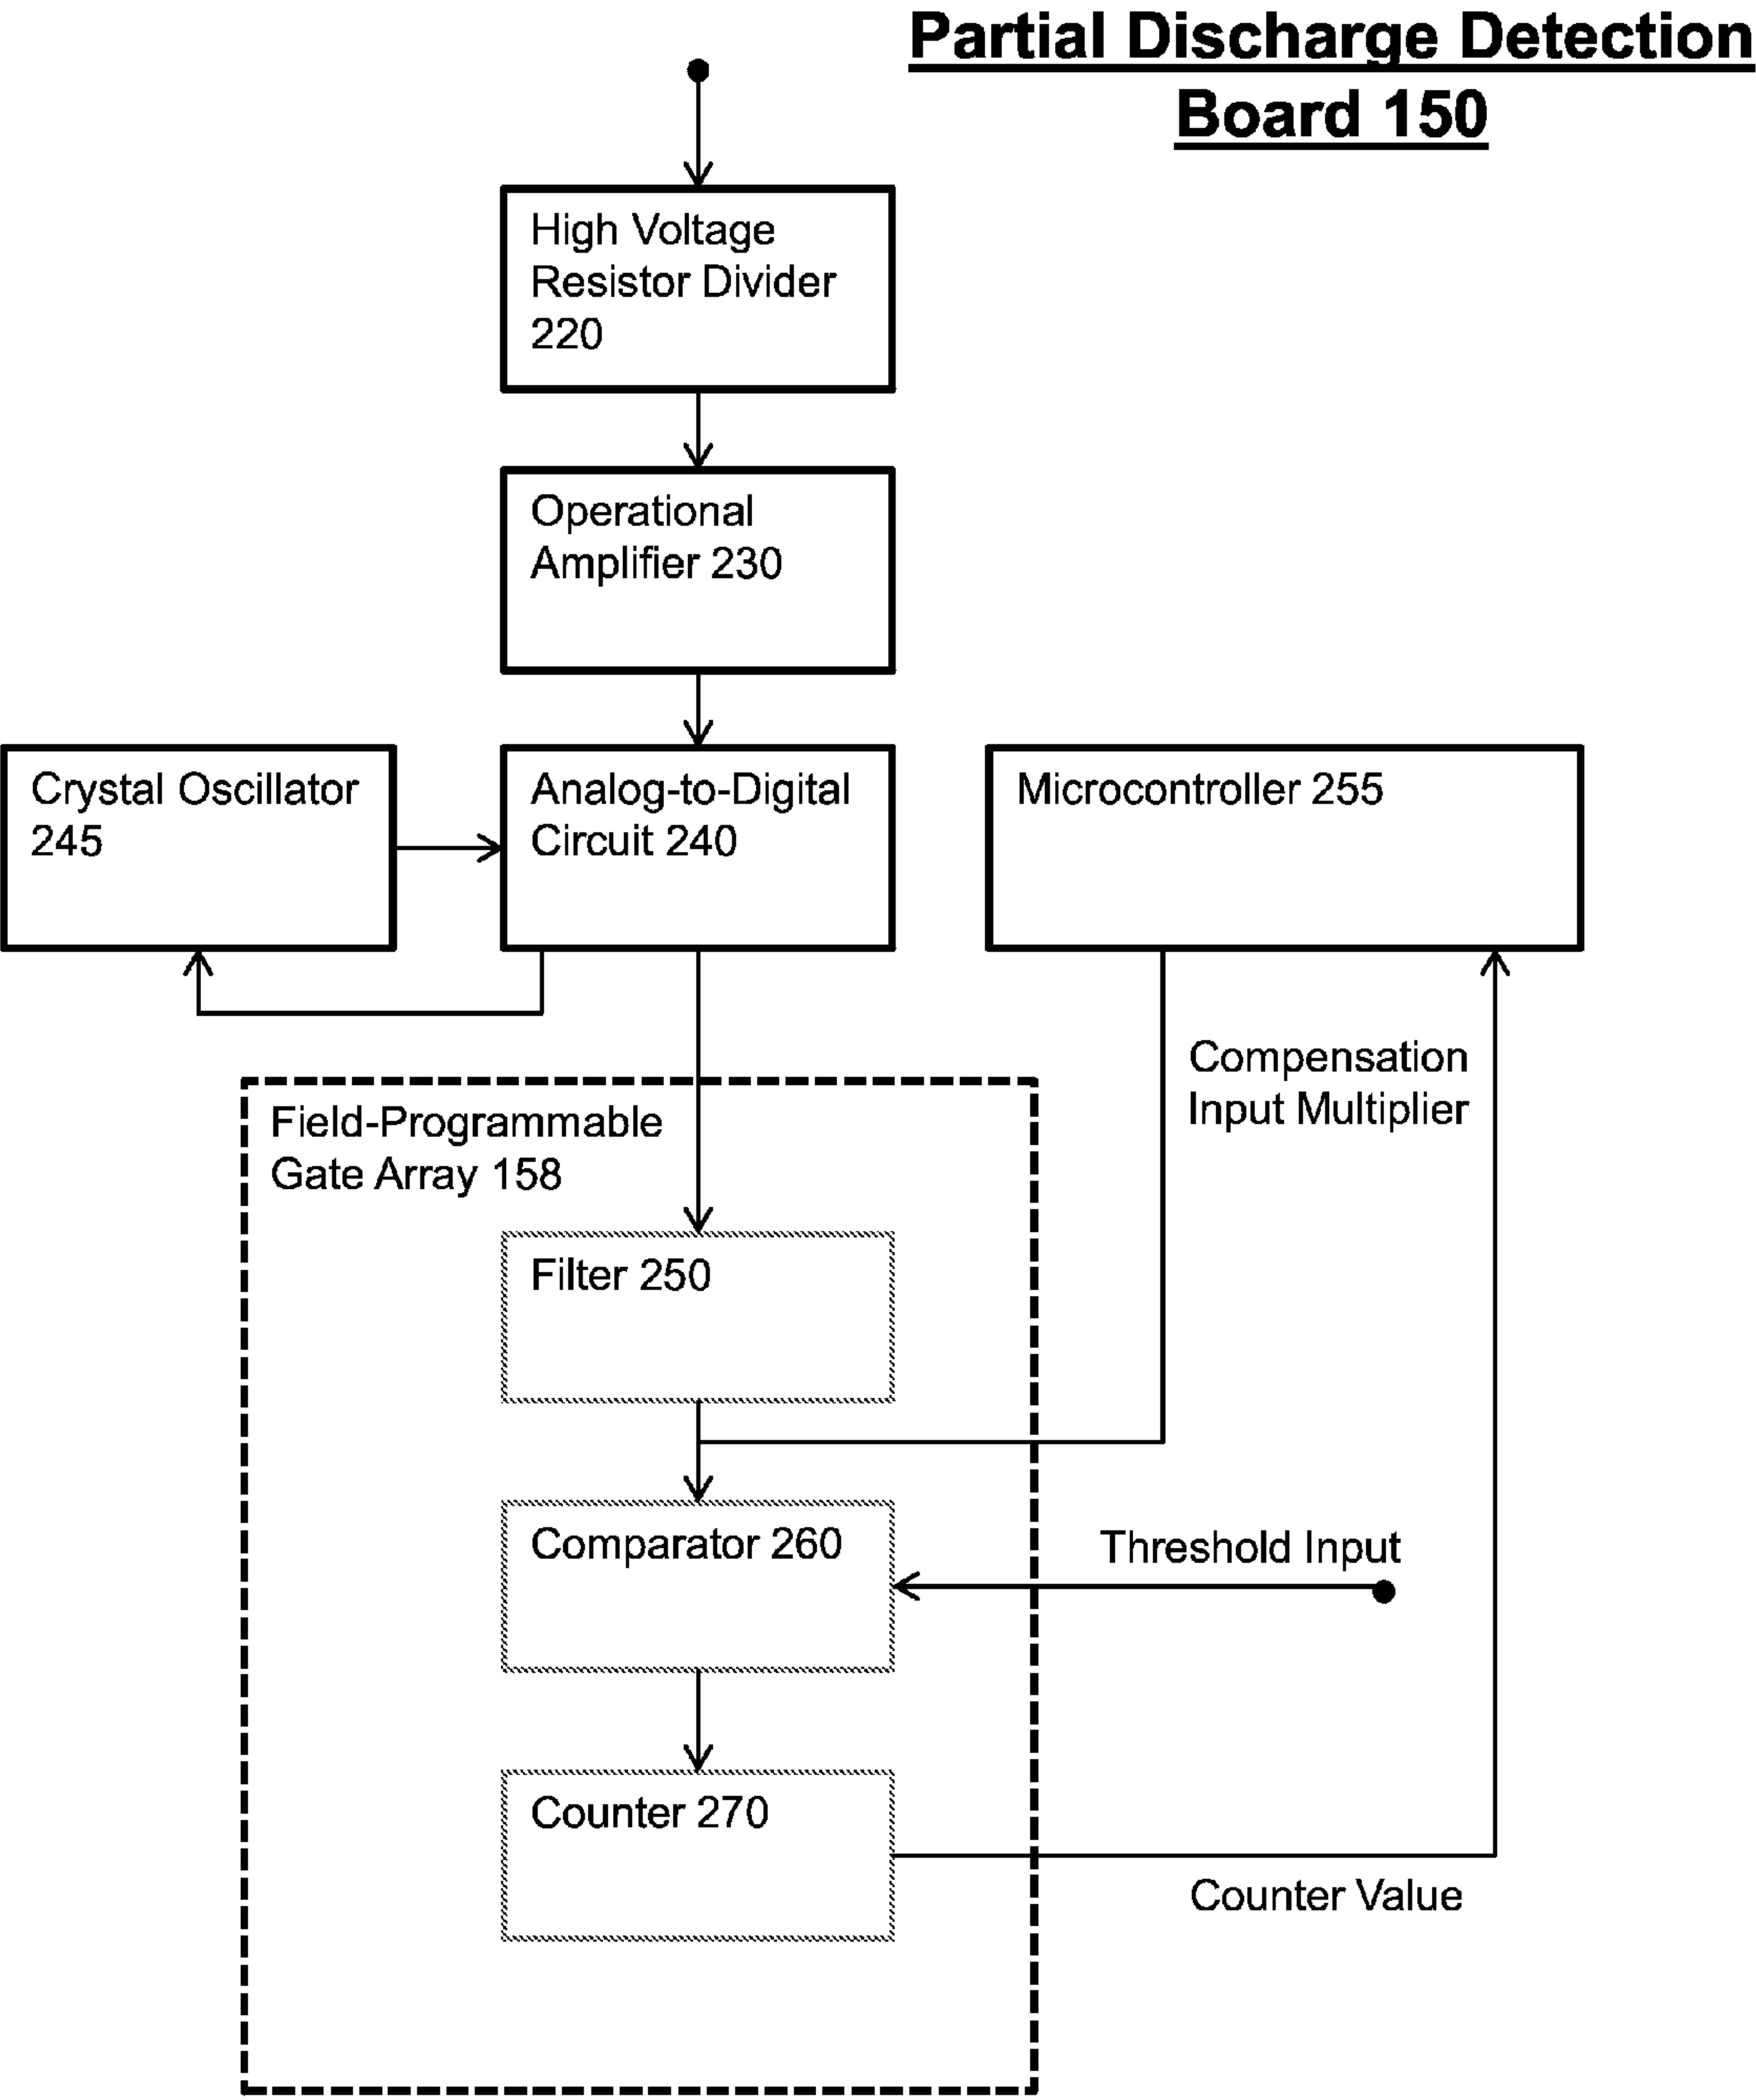 Partial Discharge Detection
Board 150
High Voltage
Resistor Divider
220
Operational
Amplifier 230
Crystal Oscillator
245
Analog-to-Digital
Circuit 240
Microcontroller 255
Compensation
Input Multiplier
Field-Programmable
Gate Array 158
Filter 250
Comparator 260
Threshold Input
Counter 270
Counter Value